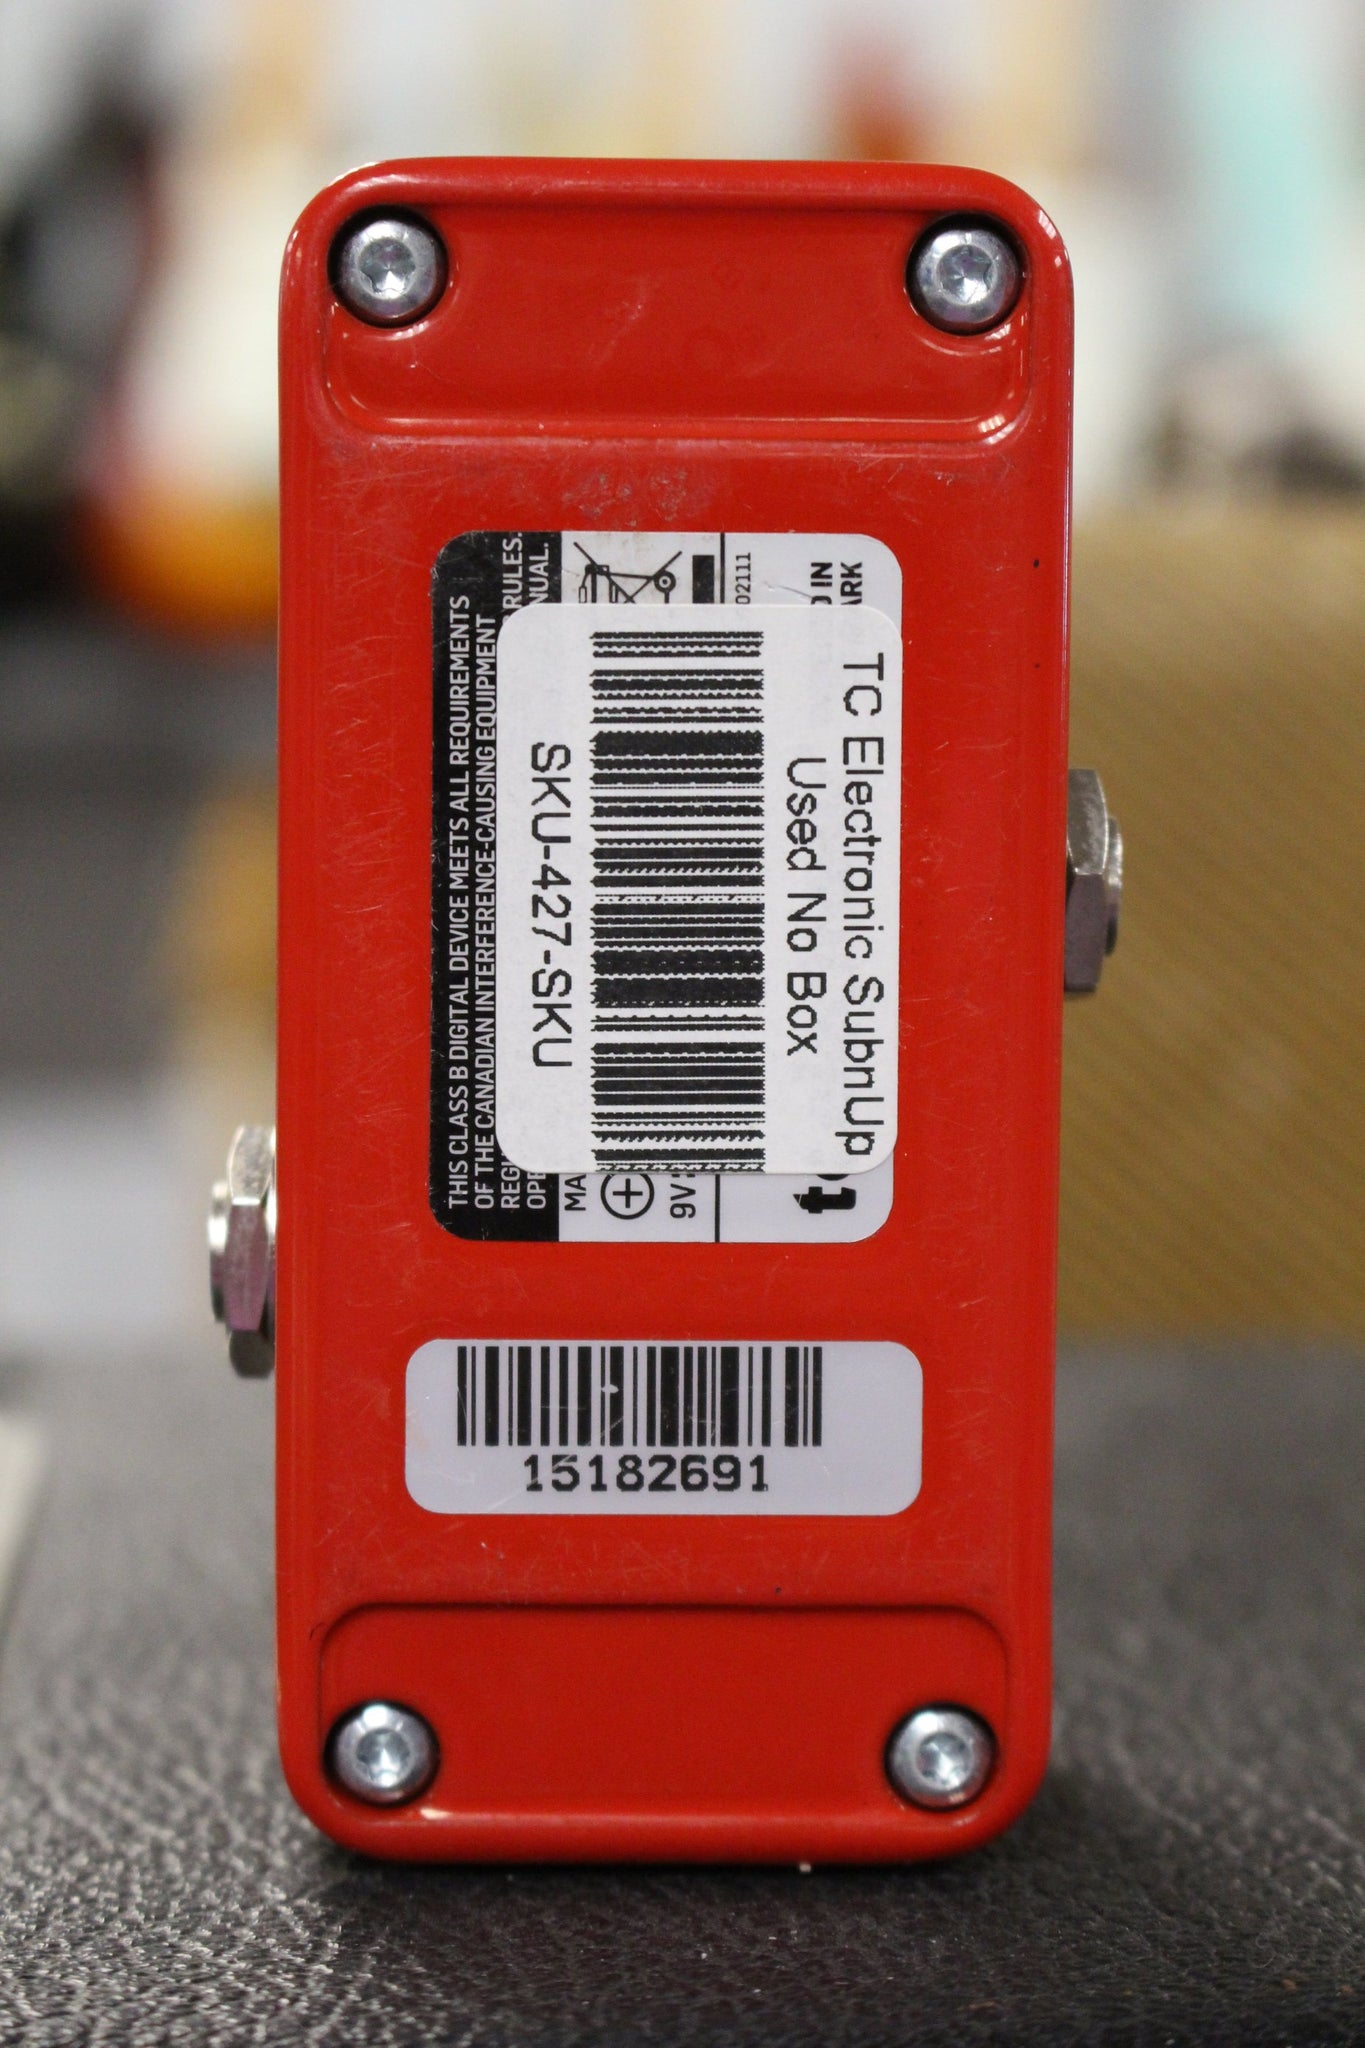 THIS CLASS B DIGITAL DEVICE MEETS ALL REQUIREMENTS
OF THE CANADIAN INTERFERENCE-CAUSING EQUIPMENT
RULES.
NUAL.
02111
TC Electronic SubnUp
Used No Box
SKU-427-SKU
9V
15182691